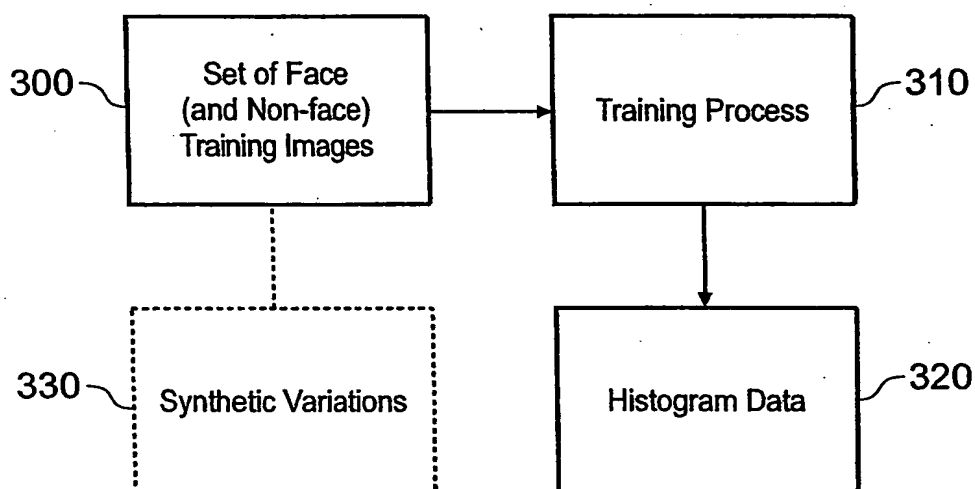 300
Set of Face
(and Non-face)
Training Images
Training Process
310
330
Synthetic Variations
Histogram Data
320